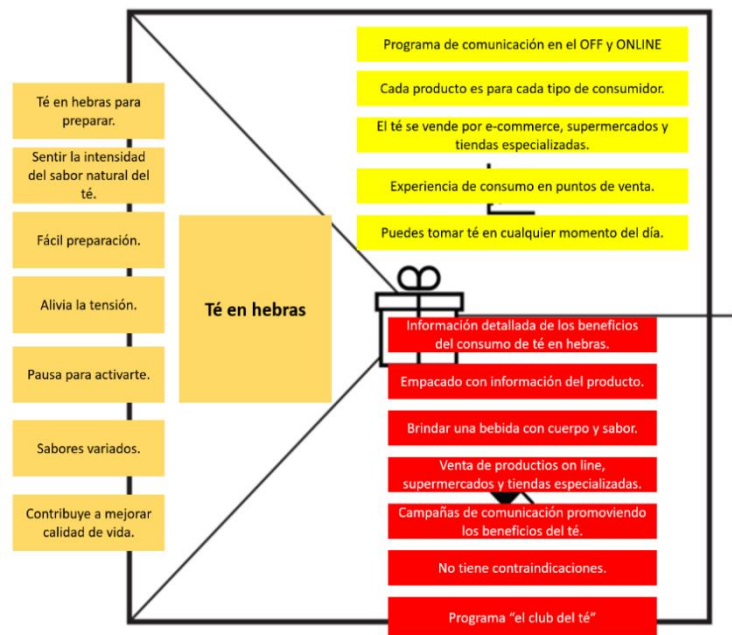 Té en hebras para
preparar.
Sentir la intensidad
del sabor natural del
té.
Fácil preparación.
Alivia la tensión.
Pausa para activarte.
Sabores variados.
Contribuye a mejorar
calidad de vida.
Té en hebras
Programa de comunicación en el OFF y ONLINE
Cada producto es para cada tipo de consumidor.
El té se vende por e-commerce, supermercados y
tiendas especializadas.
Experiencia de consumo en puntos de venta.
Puedes tomar té en cualquier momento del día.
Información detallada de los beneficios
del consumo de té en hebras.
Empacado con información del producto.
Brindar una bebida con cuerpo y sabor.
Venta de productios on line,
supermercados y tiendas especializadas.
Campañas de comunicación promoviendo
los beneficios del té.
No tiene contraindicaciones.
Programa “el club del té”